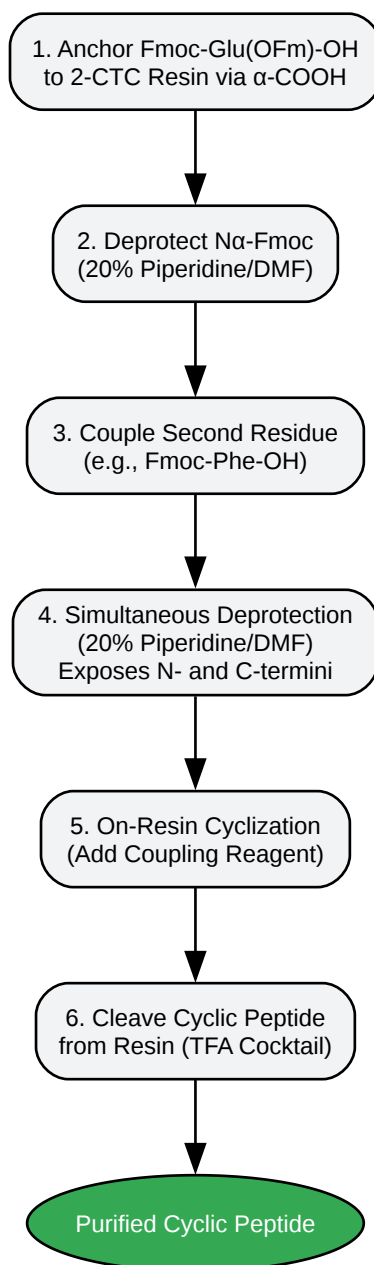 1. Anchor Fmoc-Glu(OFm)-OH
to 2-CTC Resin via α-COOH
2. Deprotect Nα-Fmoc
(20% Piperidine/DMF)
3. Couple Second Residue
(e.g., Fmoc-Phe-OH)
4. Simultaneous Deprotection
(20% Piperidine/DMF)
Exposes N- and C-termini
5. On-Resin Cyclization
(Add Coupling Reagent)
6. Cleave Cyclic Peptide
from Resin (TFA Cocktail)
Purified Cyclic Peptide